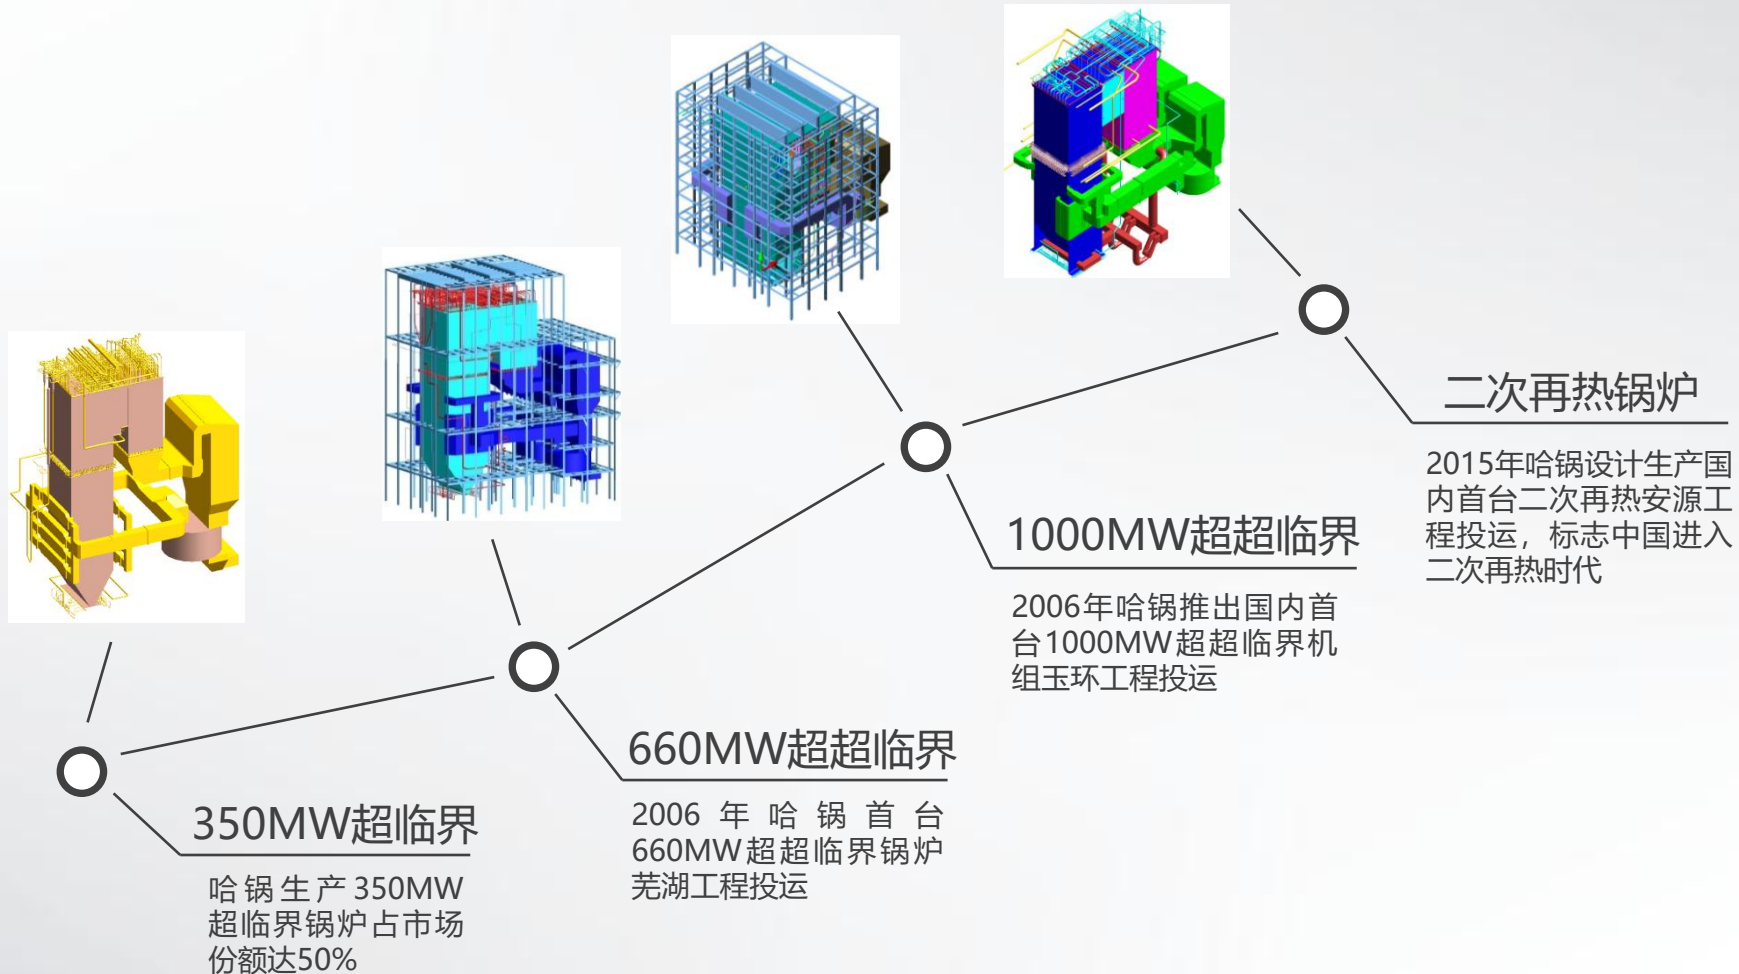 350MW超临界
哈锅生产350MW
超临界锅炉占市场
份额达50%
660MW超超临界
2006年哈锅首台
660MW超超临界锅炉
芜湖工程投运
1000MW超超临界
2006年哈锅推出国内首
台1000MW超超临界机
组玉环工程投运
二次再热锅炉
2015年哈锅设计生产国
内首台二次再热安源工
程投运，标志中国进入
二次再热时代